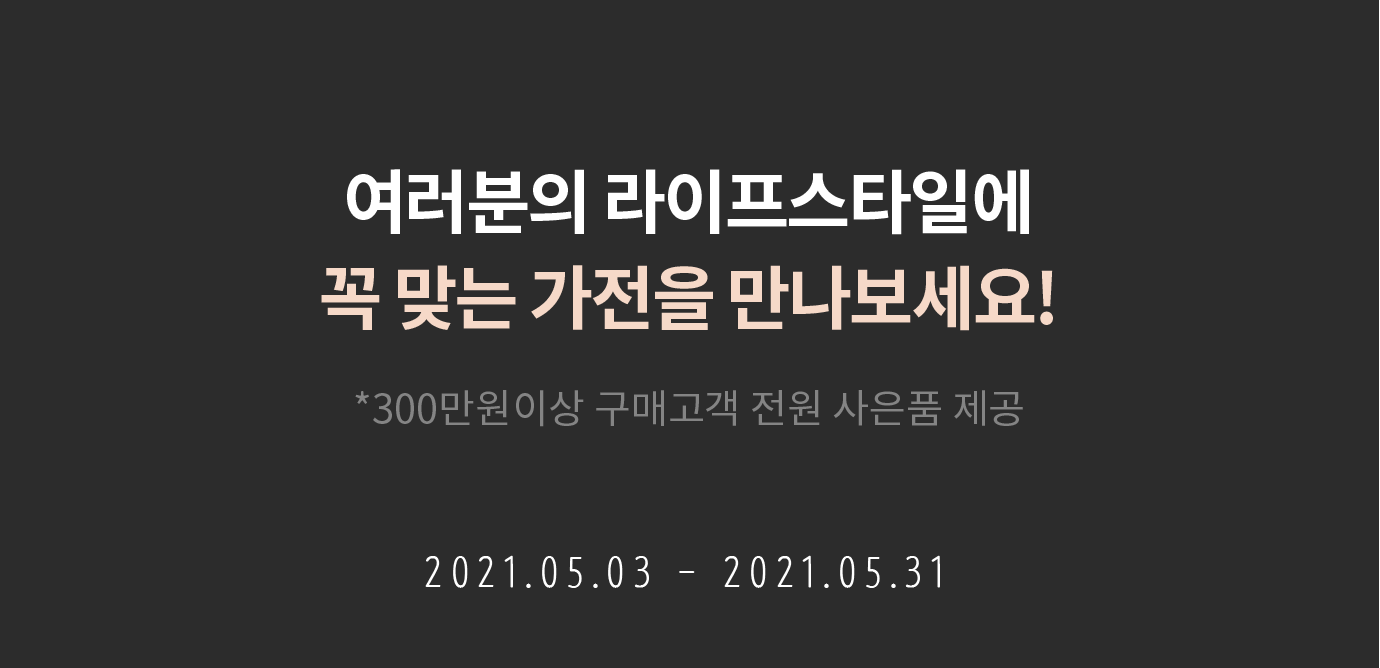 여러분의 라이프스타일에
꼭 맞는 가전을 만나보세요!
*300만원이상 구매고객 전원 사은품 제공
2021.05.03 - 2021.05.31